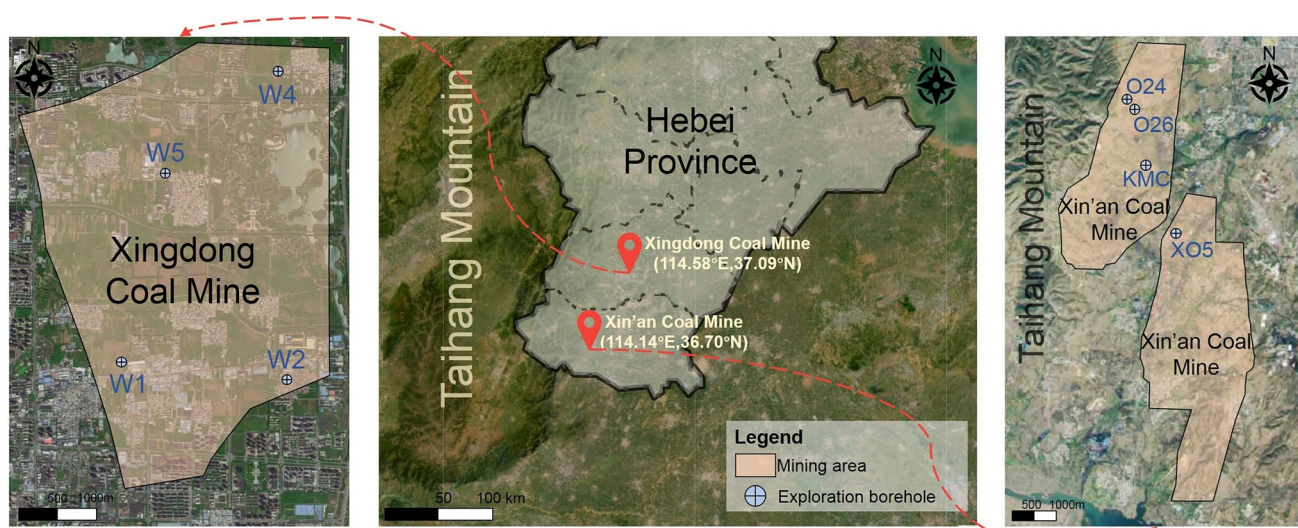 N
W4
W5
Xingdong
Coal Mine
W1
W2
500 1000m
Taihang Mountain
Hebei
Province
N
Xingdong Coal Mine
(114.58°E,37.09°N)
Xin’an Coal Mine
(114.14°E,36.70°N)
Legend
Mining area
Exploration borehole
50 100 km
N
Taihang Mountain
O24
O26
KMC
Xin’an Coal
Mine
XO5
Xin’an Coal
Mine
500 1000m